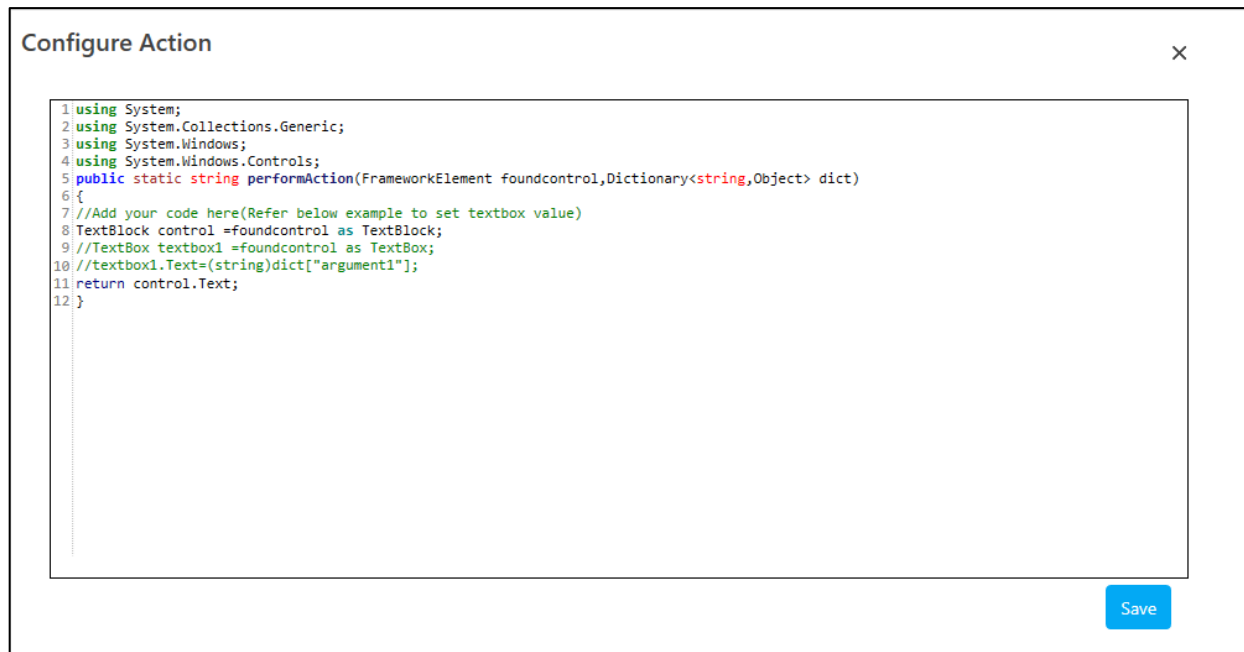 Configure Action
×
1 using System;
2 using System.Collections.Generic;
3 using System.Windows;
4 using System.Windows.Controls;
5 public static string performAction(FrameworkElement foundcontrol,Dictionary<string,Object> dict)
6 {
7 //Add your code here(Refer below example to set textbox value)
8 TextBlock control =foundcontrol as TextBlock;
9 //TextBox textbox1 =foundcontrol as TextBox;
10 //textbox1.Text=(string)dict["argument1"];
11 return control.Text;
12 }
Save